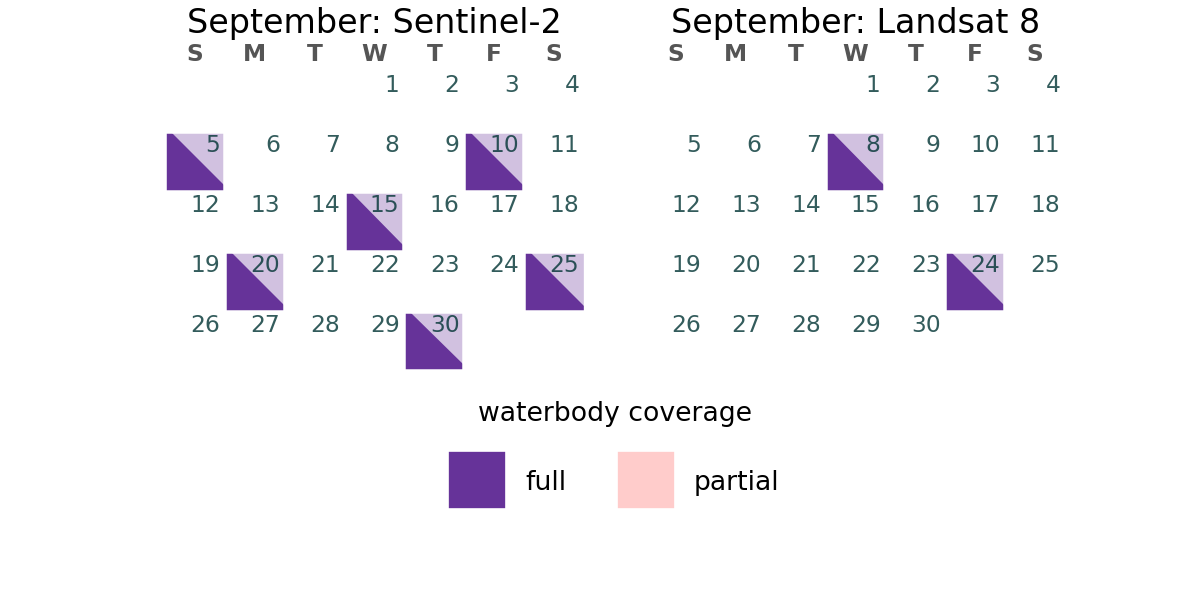 September: Sentinel-2
S M T W T F S
1 2 3 4
5 6 7 8 9 10 11
12 13 14 15 16 17 18
19 20 21 22 23 24 25
26 27 28 29 30
September: Landsat 8
S M T W T F S
1 2 3 4
5 6 7 8 9 10 11
12 13 14 15 16 17 18
19 20 21 22 23 24 25
26 27 28 29 30
waterbody coverage
full partial